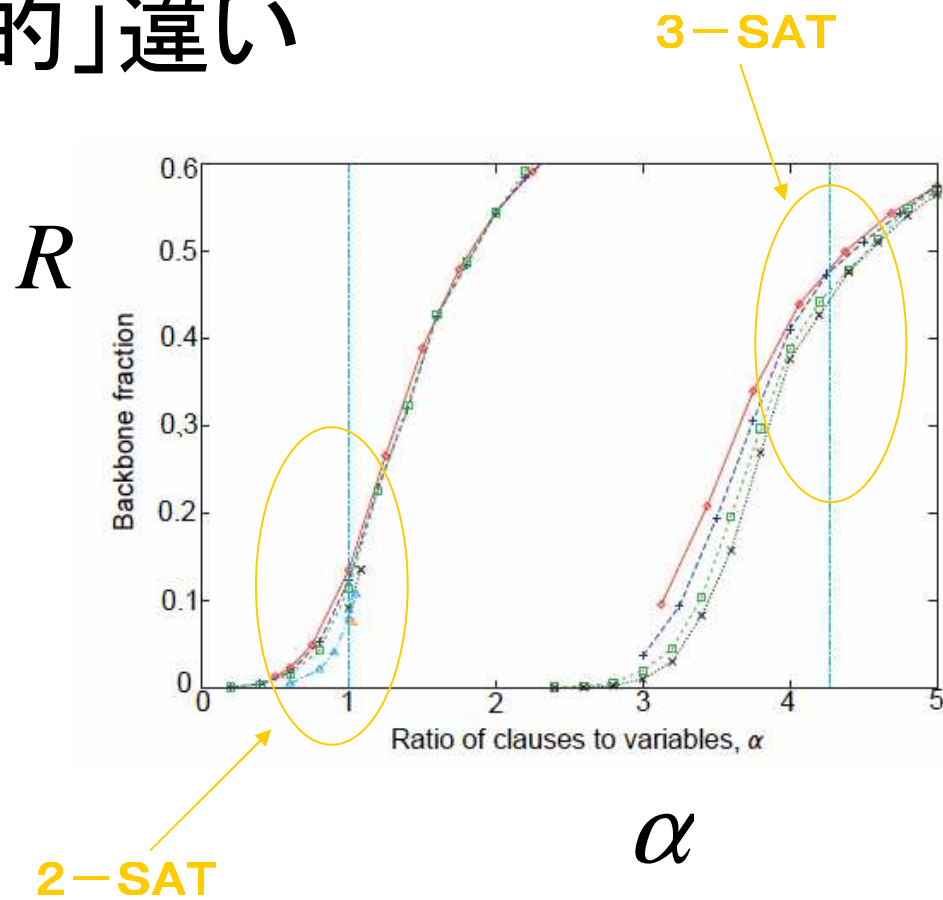 的」違い
3－SAT
R
Backbone fraction
0.6
0.5
0.4
0,3
0.2
0.1
0
0 1 2 3 4 5
Ratio of clauses to variables, α
α
2－SAT